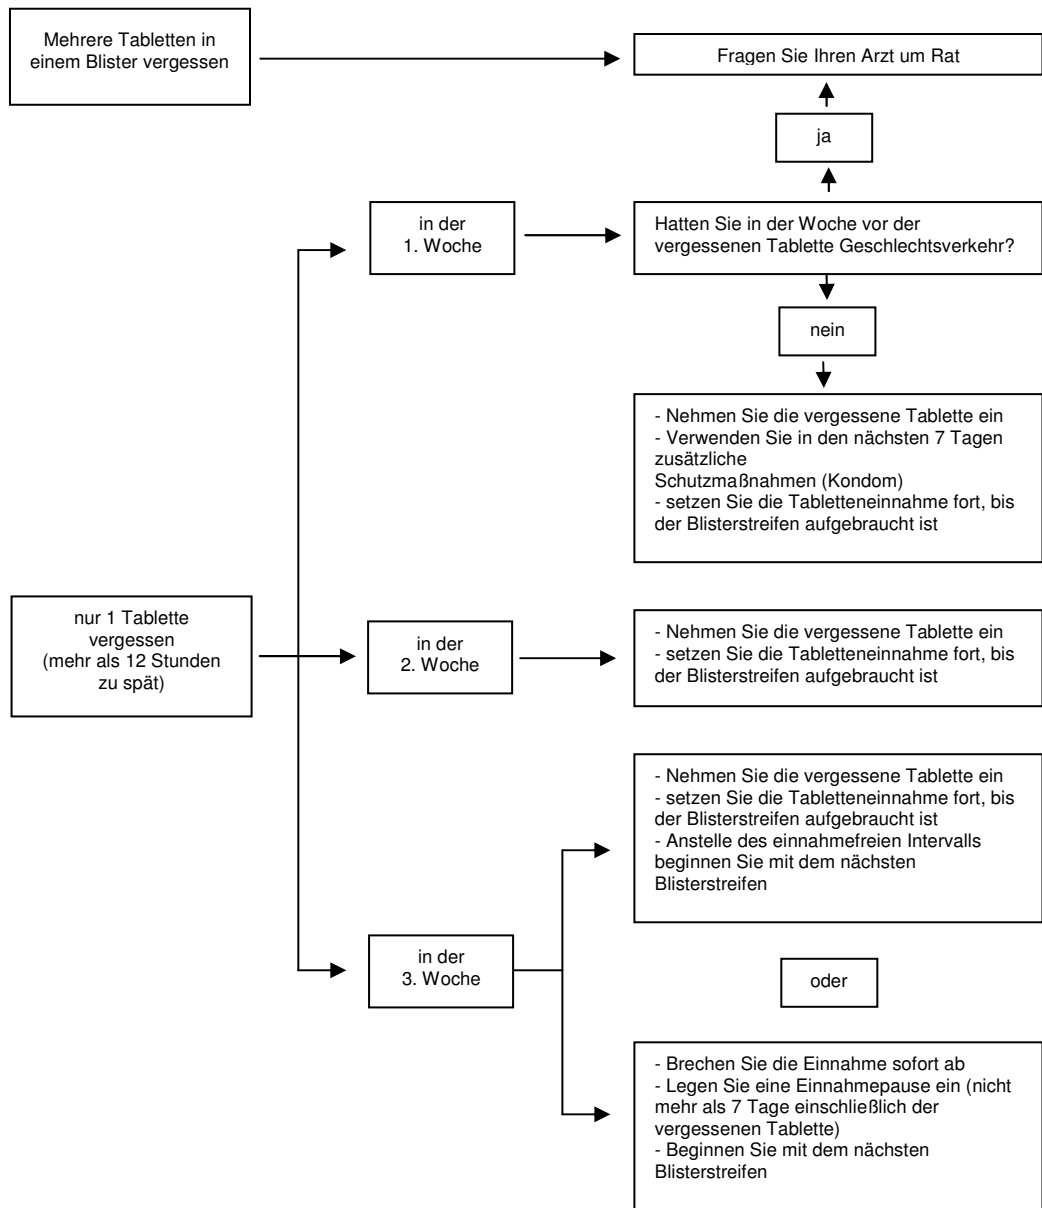 Mehrere Tabletten in
einem Blister vergessen
Fragen Sie Ihren Arzt um Rat
ja
in der
1. Woche
Hatten Sie in der Woche vor der
vergessenen Tablette Geschlechtsverkehr?
nein
- Nehmen Sie die vergessene Tablette ein
- Verwenden Sie in den nächsten 7 Tagen
zusätzliche
Schutzmaßnahmen (Kondom)
- setzen Sie die Tabletteneinnahme fort, bis
der Blisterstreifen aufgebraucht ist
nur 1 Tablette
vergessen
(mehr als 12 Stunden
zu spät)
in der
2. Woche
- Nehmen Sie die vergessene Tablette ein
- setzen Sie die Tabletteneinnahme fort, bis
der Blisterstreifen aufgebraucht ist
- Nehmen Sie die vergessene Tablette ein
- setzen Sie die Tabletteneinnahme fort, bis
der Blisterstreifen aufgebraucht ist
- Anstelle des einnahmefreien Intervalls
beginnen Sie mit dem nächsten
Blisterstreifen
in der
3. Woche
oder
- Brechen Sie die Einnahme sofort ab
- Legen Sie eine Einnahmepause ein (nicht
mehr als 7 Tage einschließlich der
vergessenen Tablette)
- Beginnen Sie mit dem nächsten
Blisterstreifen